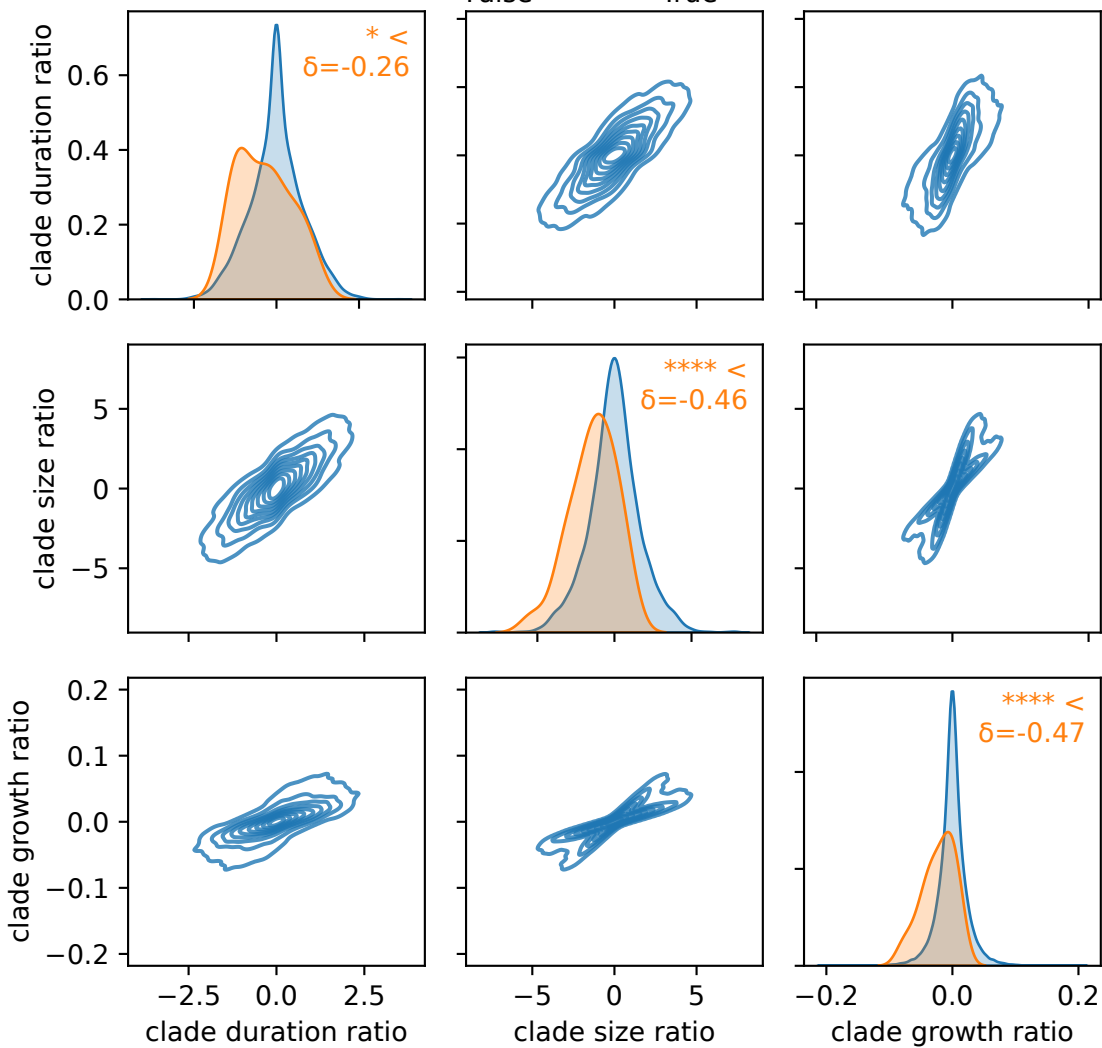 False True
clade duration ratio
0.6
0.4
0.2
0.0
* <
δ=-0.26
clade size ratio
5
0
−5
**** <
δ=-0.46
clade growth ratio
0.2
0.1
0.0
−0.1
−0.2
**** <
δ=-0.47
−2.5 0.0 2.5
−5 0 5
−0.2 0.0 0.2
clade duration ratio
clade size ratio
clade growth ratio